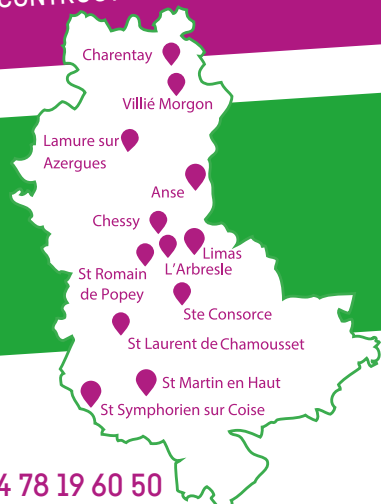 Charentay
Villié Morgon
Lamure sur
Azergues
Anse
Chessy
Limas
L'Arbresle
St Romain
de Popey
Ste Consorce
St Laurent de Chamousset
St Martin en Haut
St Symphorien sur Coise
4 78 19 60 50